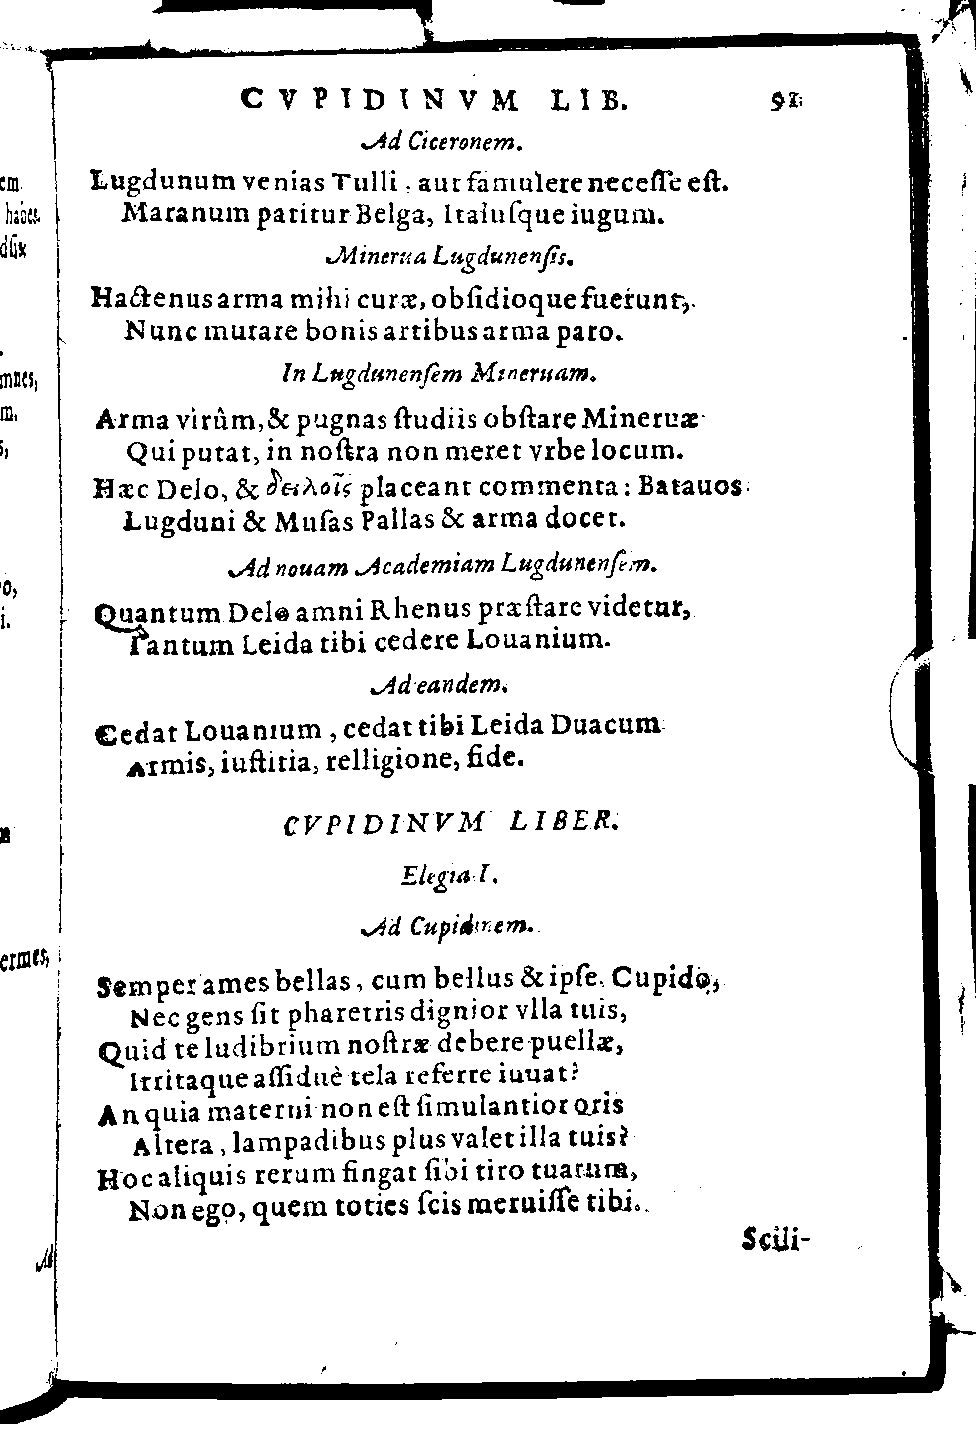 CVPIDINVM LIB. 91
Ad Ciceronem.
Lugdunum venias Tulli, aut famulere necesse est.
Maranum patitur Belga, Italusque iugum.
Minerua Lugdunensis.
Hactenus arma mihi curæ, obsidioque fuerunt,
Nunc mutare bonis artibus arma paro.
In Lugdunensem Mineruam.
Arma virûm, & pugnas studiis obstare Mineruæ
Qui putat, in nostra non meret vrbe locum.
Hæc Delo, & δειλοῖς placeant commenta: Batauos
Lugduni & Musas Pallas & arma docet.
Ad nouam Academiam Lugdunensem.
Quantum Delo amni Rhenus præstare videtur,
Tantum Leida tibi cedere Louanium.
Ad eandem.
Cedat Louanium, cedat tibi Leida Duacum
Armis, iustitia, relligione, fide.
CVPIDINVM LIBER.
Elegia I.
Ad Cupidinem.
Semper ames bellas, cum bellus & ipse, Cupido,
Nec gens sit pharetris dignior vlla tuis,
Quid te ludibrium nostræ debere puellæ,
Irritaque assiduè tela referre iuuat?
An quia materni non est simulantior oris
Altera, lampadibus plus valet illa tuis?
Hoc aliquis rerum fingat sibi tiro tuarum,
Non ego, quem toties scis meruisse tibi.
Scili-